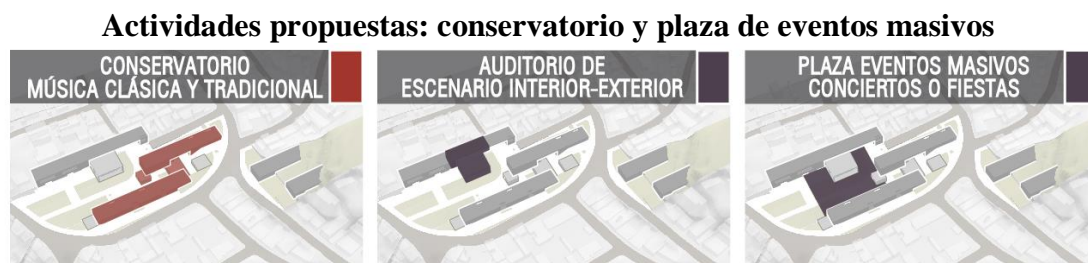 Actividades propuestas: conservatorio y plaza de eventos masivos
CONSERVATORIO
MÚSICA CLÁSICA Y TRADICIONAL
AUDITORIO DE
ESCENARIO INTERIOR-EXTERIOR
PLAZA EVENTOS MASIVOS
CONCIERTOS O FIESTAS